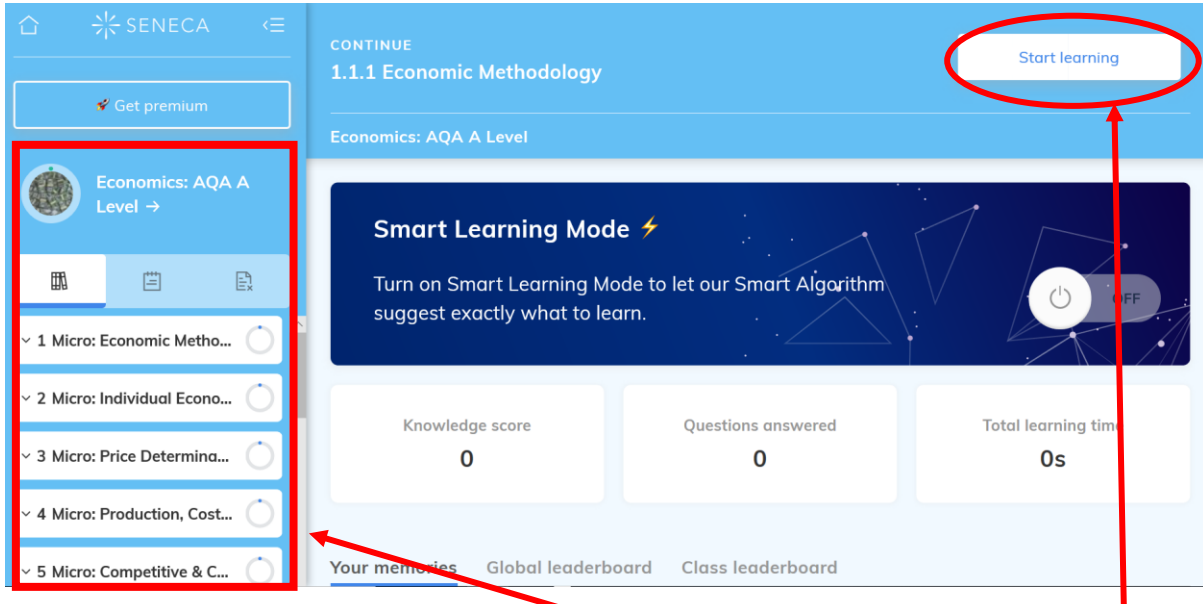 SENECA
Get premium
Economics: AQA A
Level →
1 Micro: Economic Metho...
2 Micro: Individual Econo...
3 Micro: Price Determina...
4 Micro: Production, Cost...
5 Micro: Competitive & C...
CONTINUE
1.1.1 Economic Methodology
Start learning
Economics: AQA A Level
Smart Learning Mode ⚡
Turn on Smart Learning Mode to let our Smart Algorithm
suggest exactly what to learn.
OFF
Knowledge score
0
Questions answered
0
Total learning time
0s
Your memories
Global leaderboard
Class leaderboard